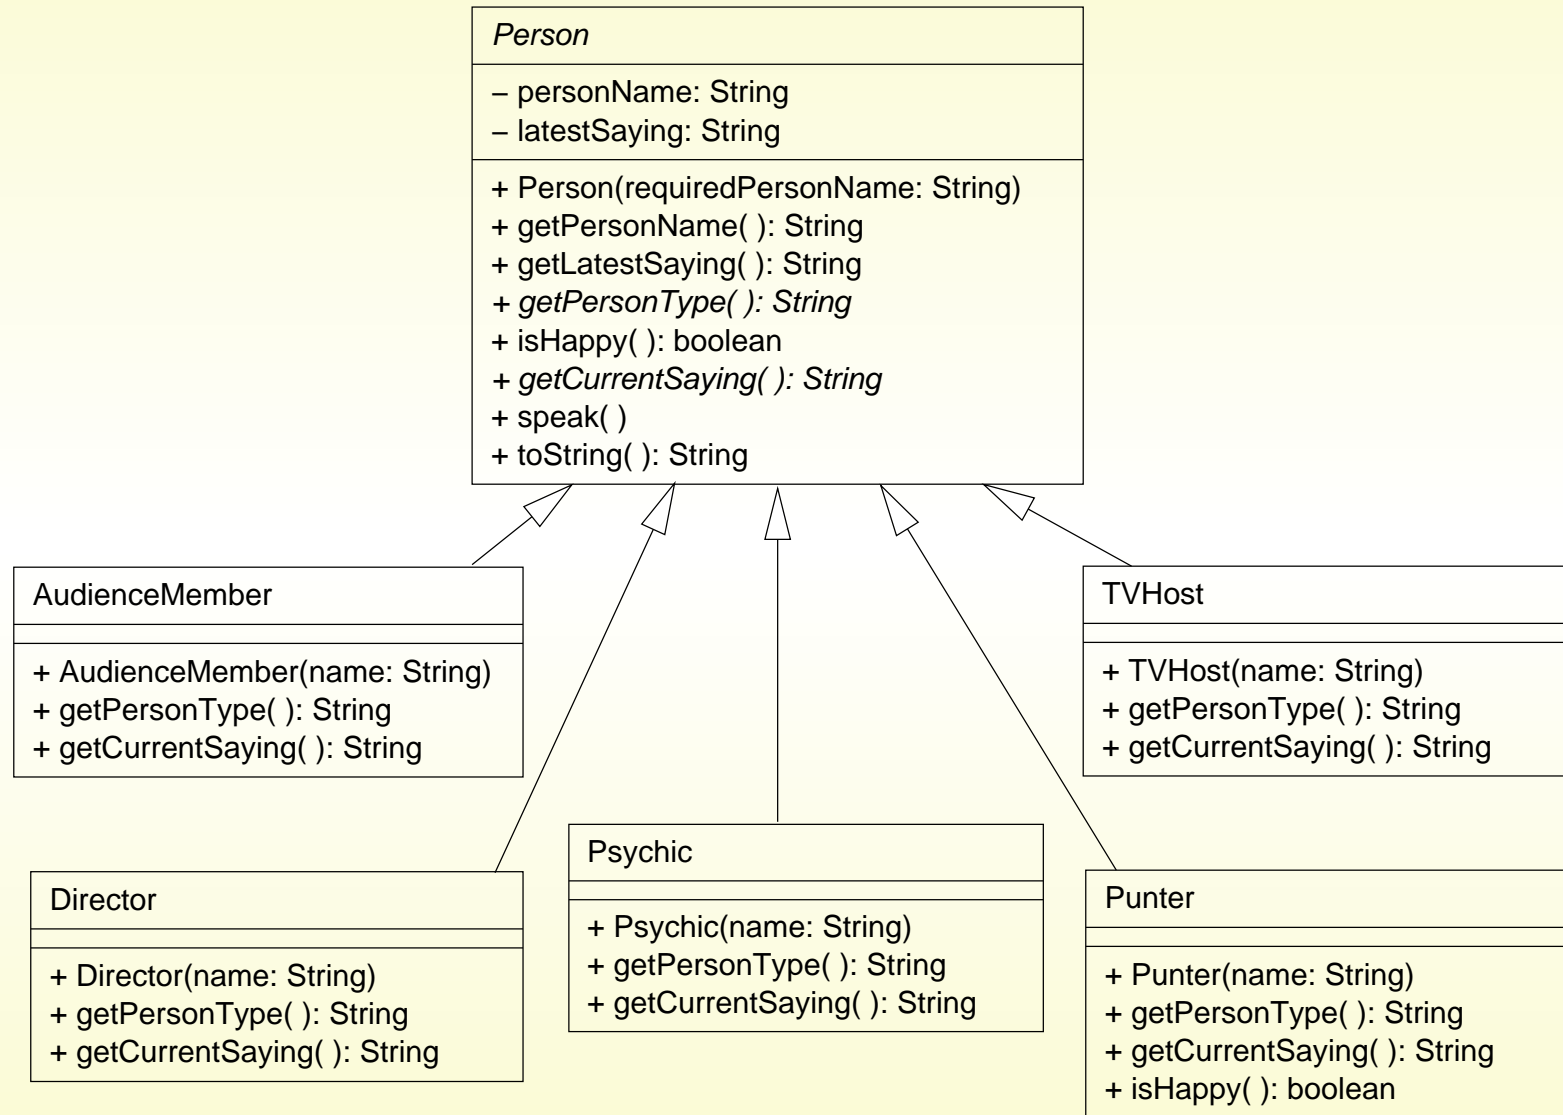 Person
– personName: String
– latestSaying: String
+ Person(requiredPersonName: String)
+ getPersonName( ): String
+ getLatestSaying( ): String
+ getPersonType( ): String
+ isHappy( ): boolean
+ getCurrentSaying( ): String
+ speak( )
+ toString( ): String
AudienceMember
+ AudienceMember(name: String)
+ getPersonType( ): String
+ getCurrentSaying( ): String
TVHost
+ TVHost(name: String)
+ getPersonType( ): String
+ getCurrentSaying( ): String
Director
+ Director(name: String)
+ getPersonType( ): String
+ getCurrentSaying( ): String
Psychic
+ Psychic(name: String)
+ getPersonType( ): String
+ getCurrentSaying( ): String
Punter
+ Punter(name: String)
+ getPersonType( ): String
+ getCurrentSaying( ): String
+ isHappy( ): boolean